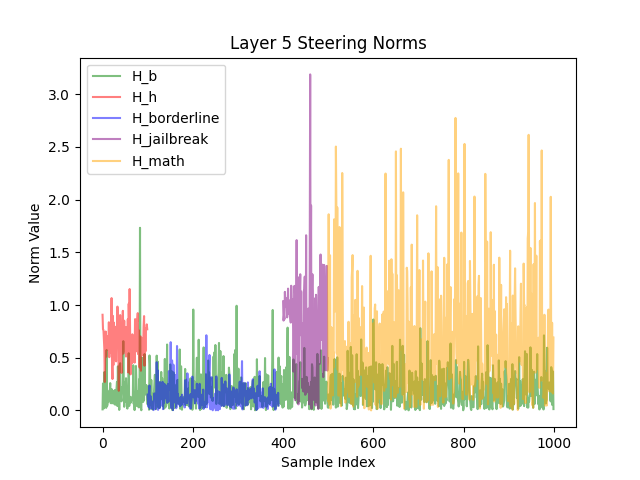 Layer 5 Steering Norms
H_b
H_h
H_borderline
H_jailbreak
H_math
Norm Value
3.0
2.5
2.0
1.5
1.0
0.5
0.0
0
200
400
600
800
1000
Sample Index